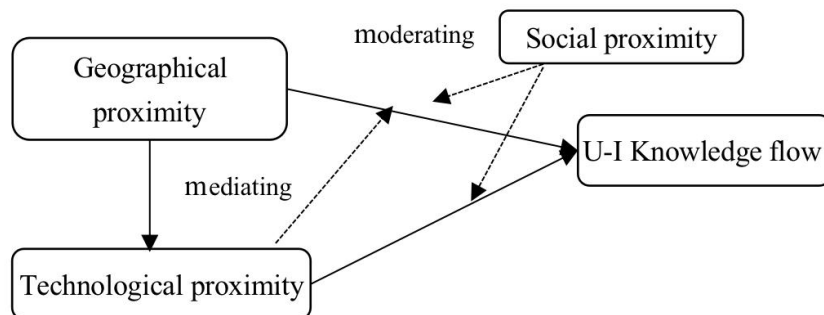 moderating
Social proximity
Geographical
proximity
U-I Knowledge flow
mediating
Technological proximity